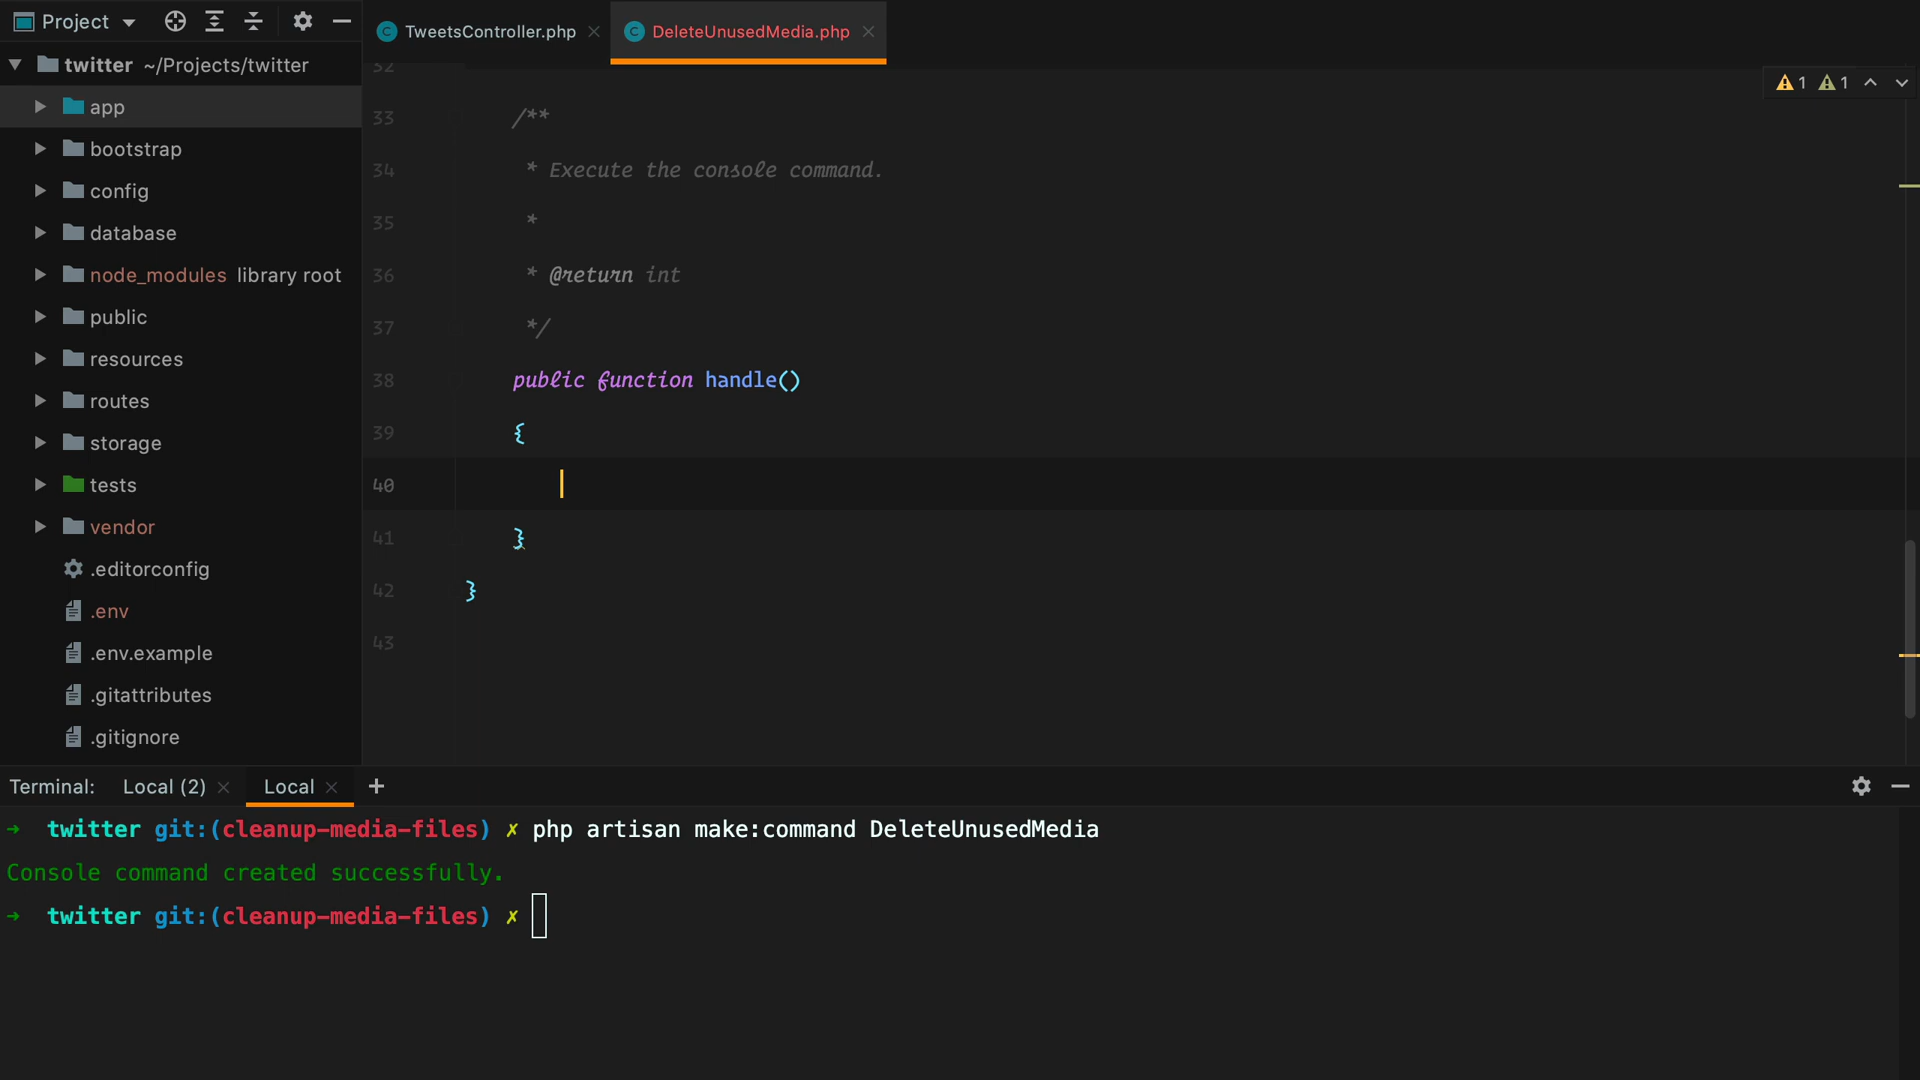 Project
TweetsController.php
DeleteUnusedMedia.php
twitter ~/Projects/twitter
app
bootstrap
config
database
node_modules library root
public
resources
routes
storage
tests
vendor
.editorconfig
.env
.env.example
.gitattributes
.gitignore
1 1
32
33 /**
34 * Execute the console command.
35 *
36 * @return int
37 */
38 public function handle()
39 {
40
41 }
42 }
43
Terminal: Local (2) Local +
→ twitter git:(cleanup-media-files) ✗ php artisan make:command DeleteUnusedMedia
Console command created successfully.
→ twitter git:(cleanup-media-files) ✗